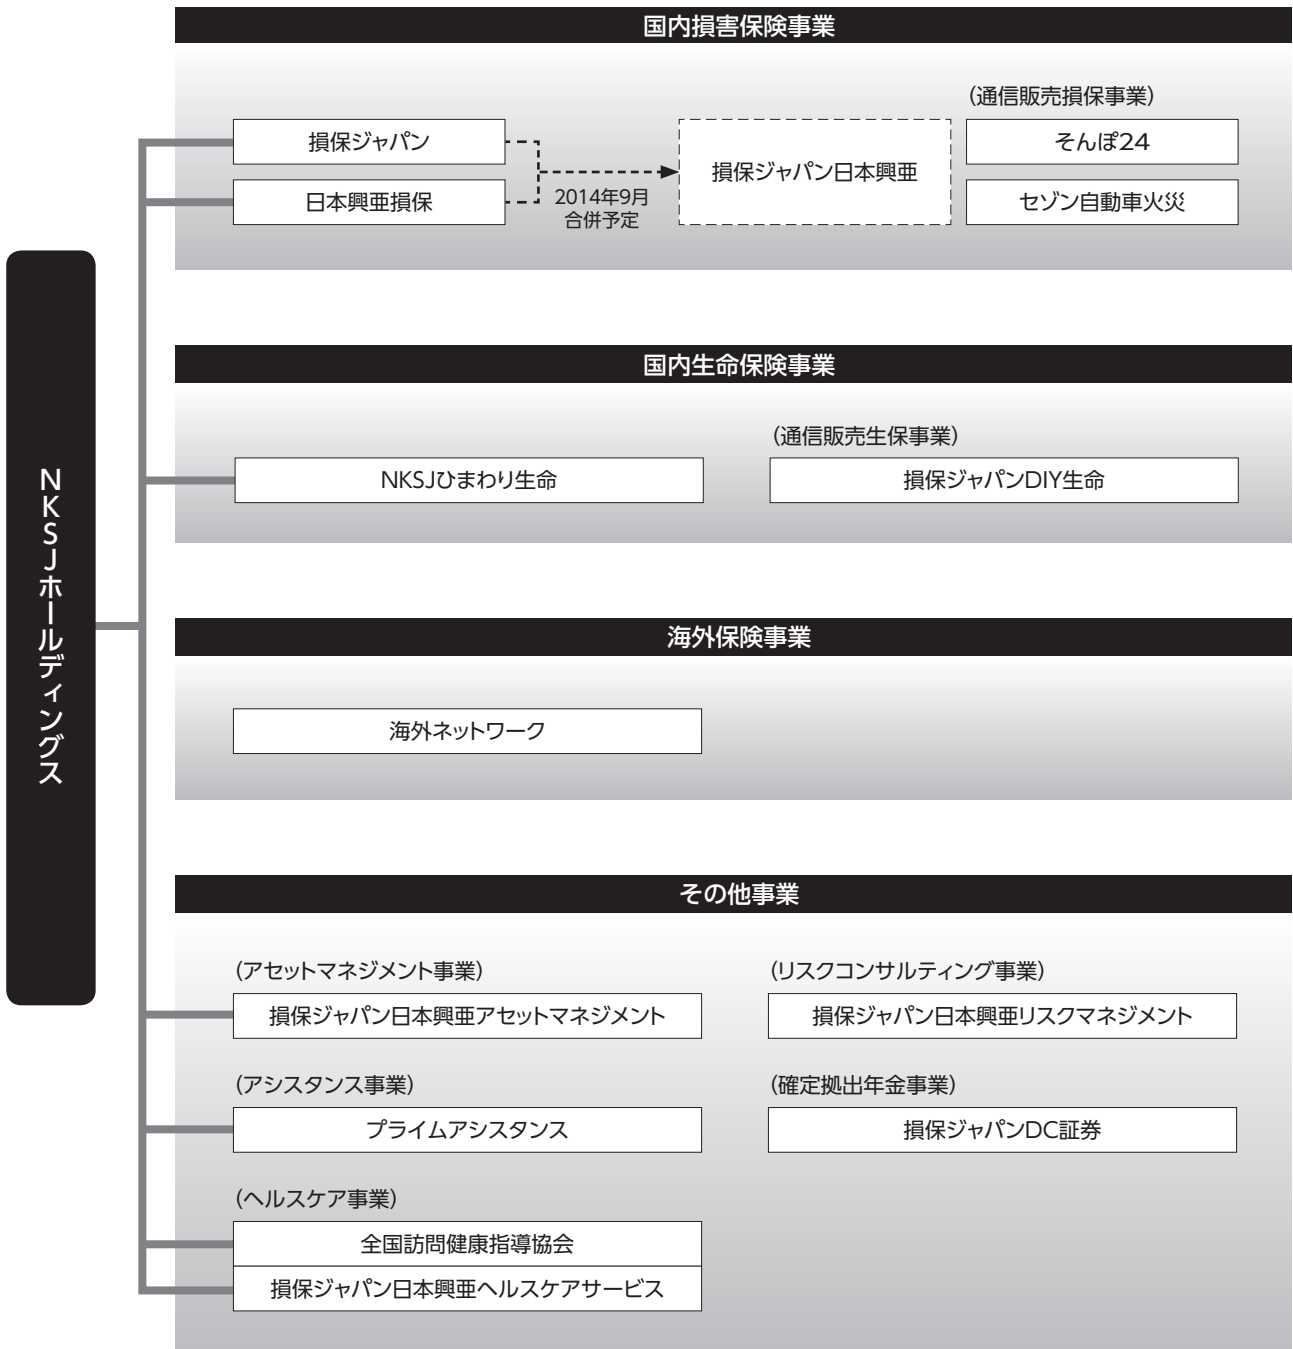 NKSJホールディングス
国内損害保険事業
損保ジャパン
日本興亜損保
2014年9月
合併予定
損保ジャパン日本興亜
(通信販売損保事業)
そんぽ24
セゾン自動車火災
国内生命保険事業
NKSJひまわり生命
(通信販売生保事業)
損保ジャパンDIY生命
海外保険事業
海外ネットワーク
その他事業
(アセットマネジメント事業)
損保ジャパン日本興亜アセットマネジメント
(リスクコンサルティング事業)
損保ジャパン日本興亜リスクマネジメント
(アシスタンス事業)
プライムアシスタンス
(確定拠出年金事業)
損保ジャパンDC証券
(ヘルスケア事業)
全国訪問健康指導協会
損保ジャパン日本興亜ヘルスケアサービス